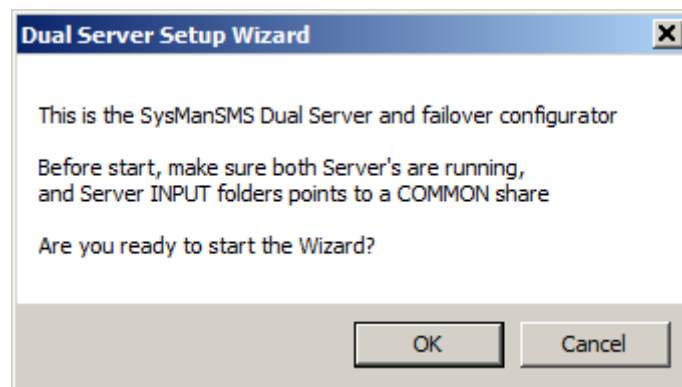 Dual Server Setup Wizard
This is the SysManSMS Dual Server and failover configurator
Before start, make sure both Server's are running,
and Server INPUT folders points to a COMMON share
Are you ready to start the Wizard?
OK
Cancel